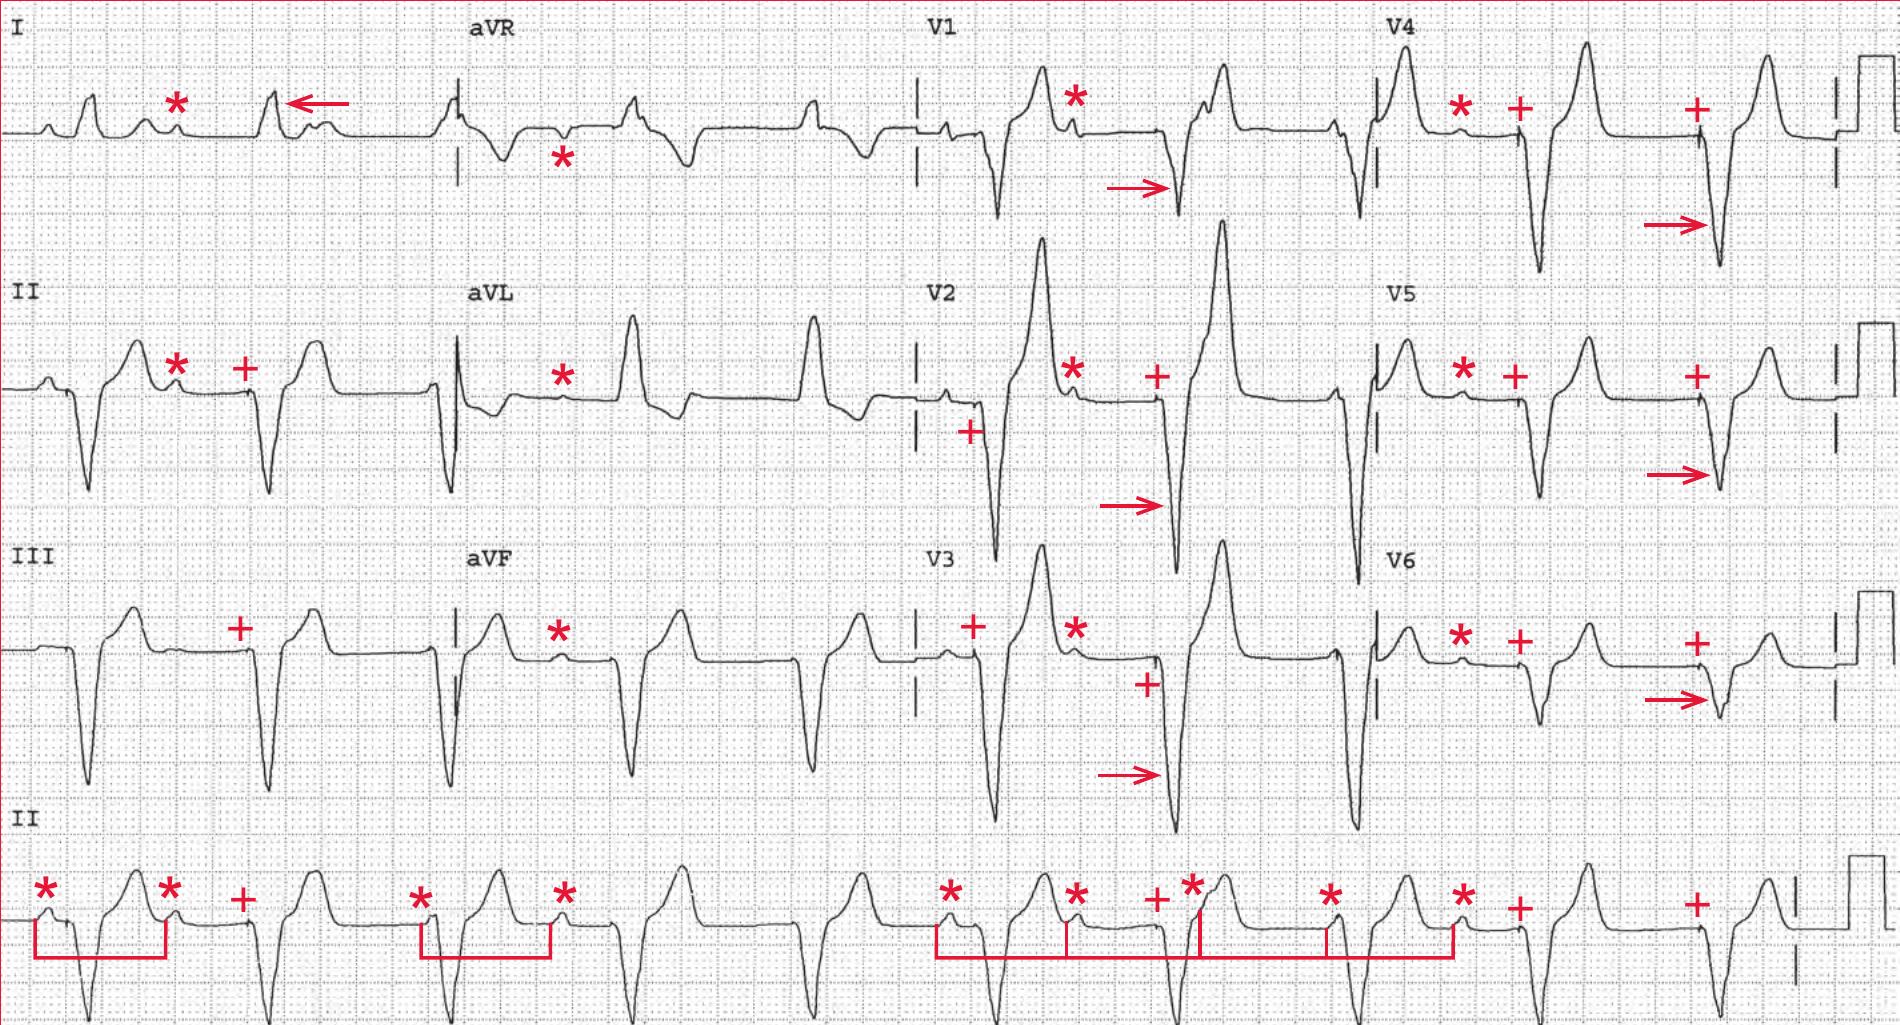 I aVR V1 V4
* * * + +
*
II aVL V2 V5
* + * * + * + +
+
III aVF V3 V6
+ * + * * + +
+
II
* * + * * * * + * * * + +